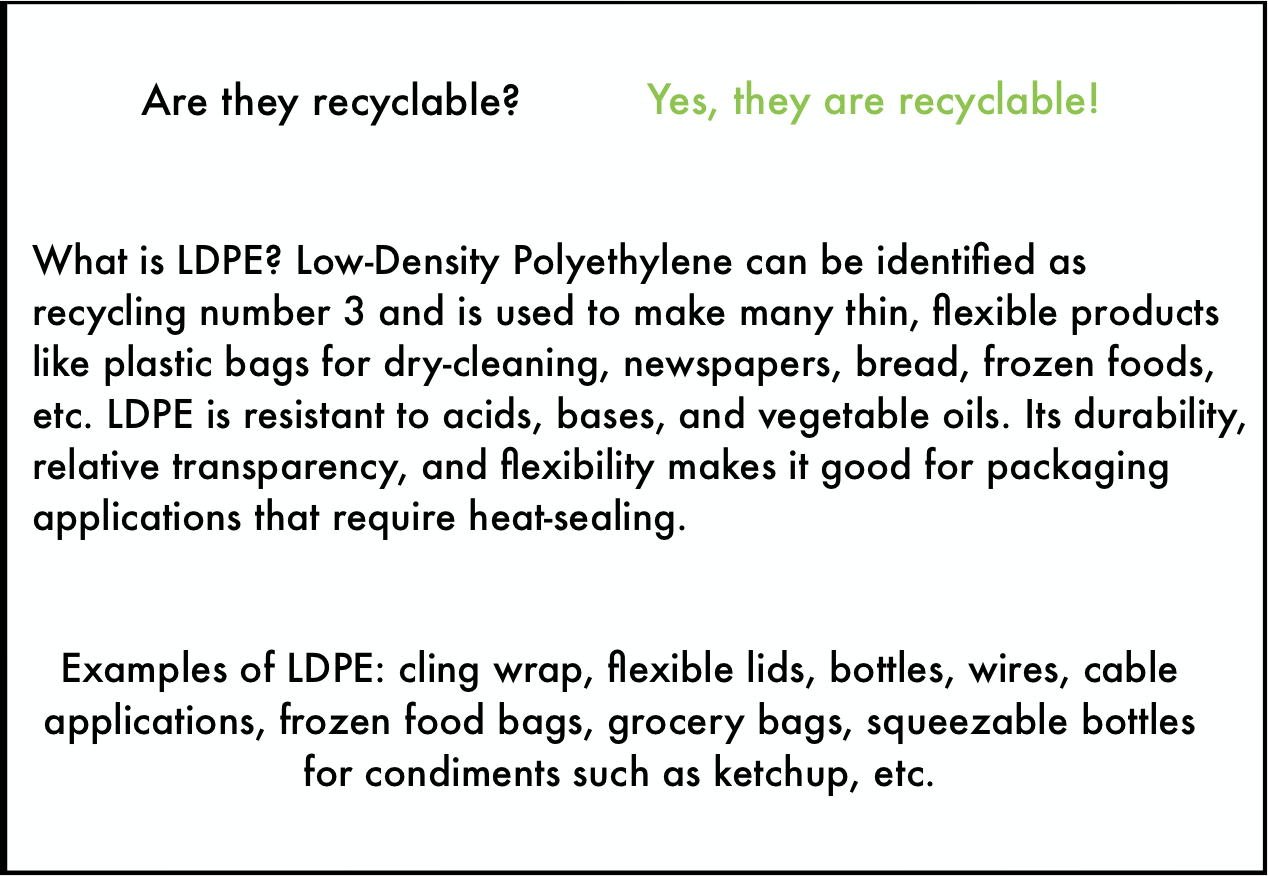 Are they recyclable? Yes, they are recyclable!
What is LDPE? Low-Density Polyethylene can be identified as
recycling number 3 and is used to make many thin, flexible products
like plastic bags for dry-cleaning, newspapers, bread, frozen foods,
etc. LDPE is resistant to acids, bases, and vegetable oils. Its durability,
relative transparency, and flexibility makes it good for packaging
applications that require heat-sealing.
Examples of LDPE: cling wrap, flexible lids, bottles, wires, cable
applications, frozen food bags, grocery bags, squeezable bottles
for condiments such as ketchup, etc.